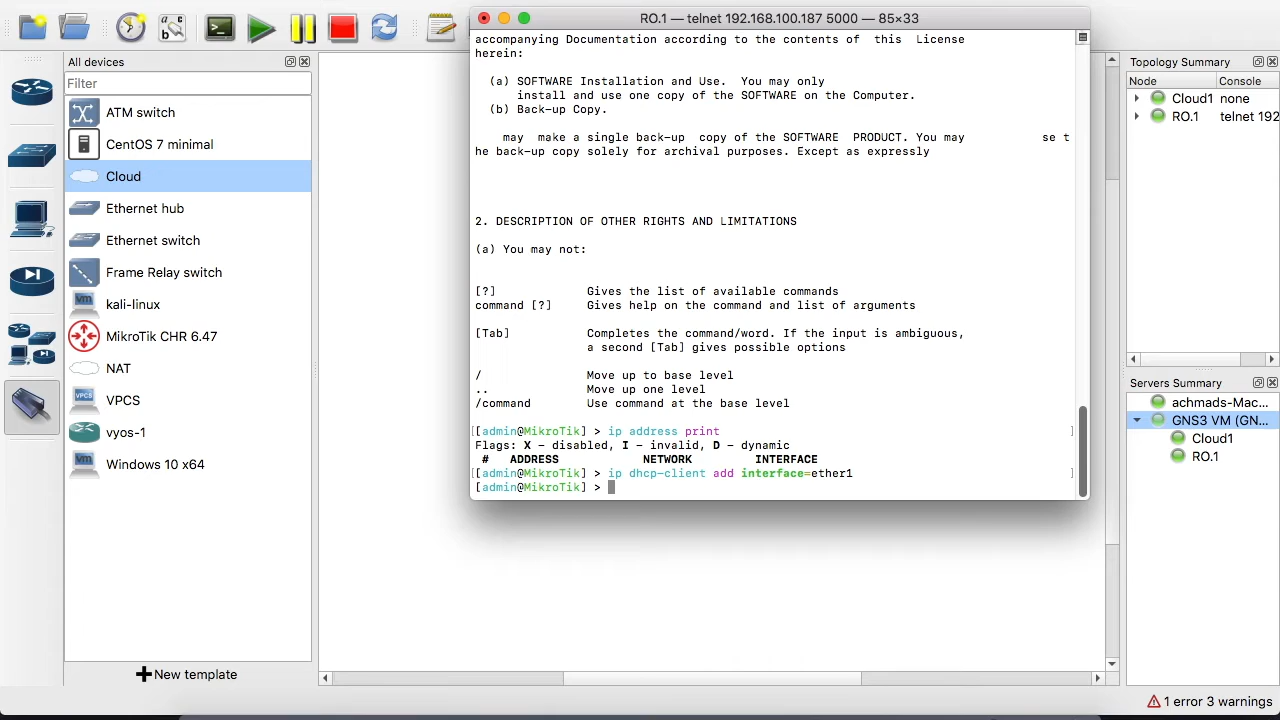 RO.1 — telnet 192.168.100.187 5000 — 86×33
All devices
Filter
ATM switch
CentOS 7 minimal
Cloud
Ethernet hub
Ethernet switch
Frame Relay switch
kali-linux
MikroTik CHR 6.47
NAT
VPCS
vyos-1
Windows 10 x64
New template
accompanying Documentation according to the contents of this License
herein:
(a) SOFTWARE Installation and Use. You may only
install and use one copy of the SOFTWARE on the Computer.
(b) Back-up Copy.
may make a single back-up copy of the SOFTWARE PRODUCT. You may se t
he back-up copy solely for archival purposes. Except as expressly
2. DESCRIPTION OF OTHER RIGHTS AND LIMITATIONS
(a) You may not:
[?] Gives the list of available commands
command [?] Gives help on the command and list of arguments
[Tab] Completes the command/word. If the input is ambiguous,
a second [Tab] gives possible options
/ Move up to base level
.. Move up one level
/command Use command at the base level
[[admin@MikroTik] > ip address print ]
Flags: X - disabled, I - invalid, D - dynamic
# ADDRESS NETWORK INTERFACE
[[admin@MikroTik] > ip dhcp-client add interface=ether1 ]
[admin@MikroTik] >
Topology Summary
Node Console
Cloud1 none
RO.1 telnet 192
Servers Summary
achmads-Mac...
GNS3 VM (GN...
Cloud1
RO.1
1 error 3 warnings